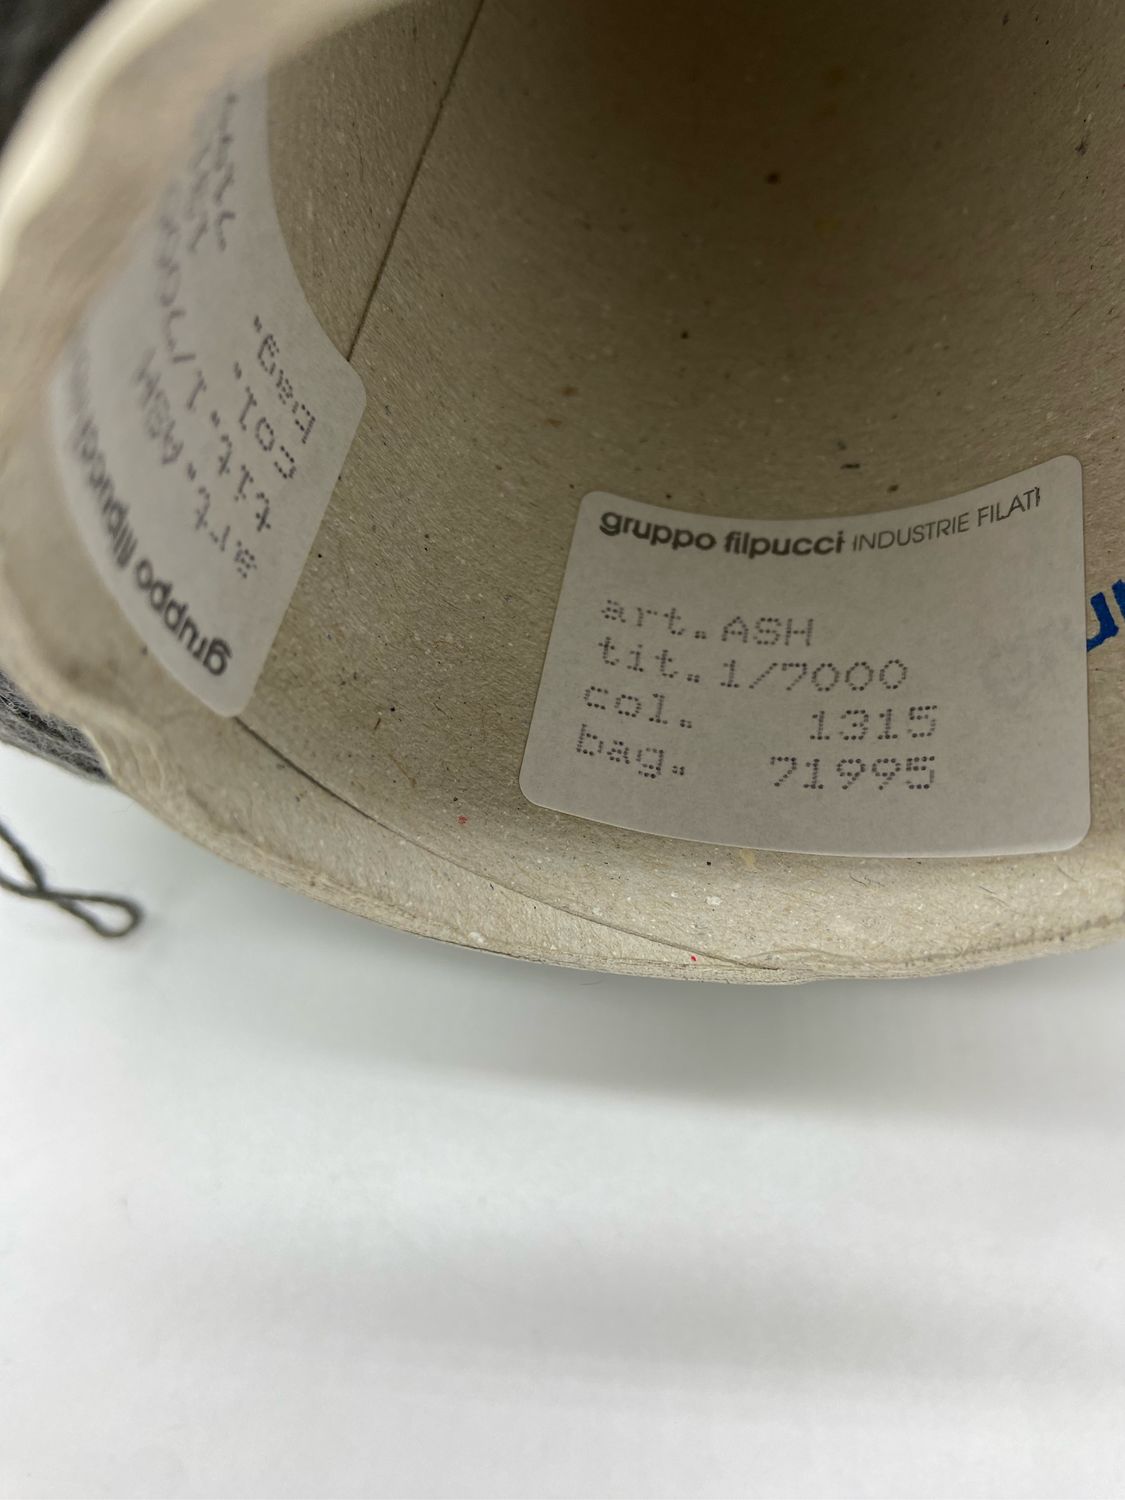 gruppo filpucci INDUSTRIE FILATI
art. ASH
tit. 1/7000
col. 1315
bag. 71995
gruppo filpucci
art. ASH
tit. 1/7000
col.
bag.